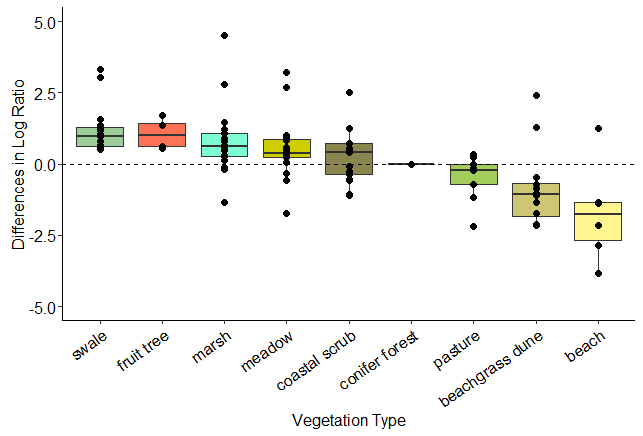 Differences in Log Ratio
5.0
2.5
0.0
-2.5
-5.0
swale
fruit tree
marsh
meadow
coastal scrub
conifer forest
pasture
beachgrass dune
beach
Vegetation Type